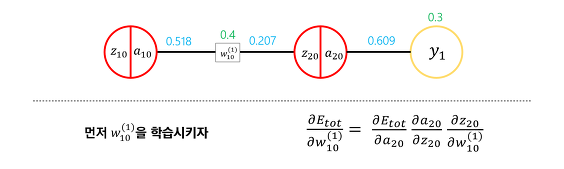 0.3
0.518 0.4 0.207 0.609
z₁₀ a₁₀ w₁₀⁽¹⁾ z₂₀ a₂₀ y₁
먼저 w₁₀⁽¹⁾을 학습시키자
∂Eₜₒₜ/∂w₁₀⁽¹⁾ = ∂Eₜₒₜ/∂a₂₀ ∂a₂₀/∂z₂₀ ∂z₂₀/∂w₁₀⁽¹⁾